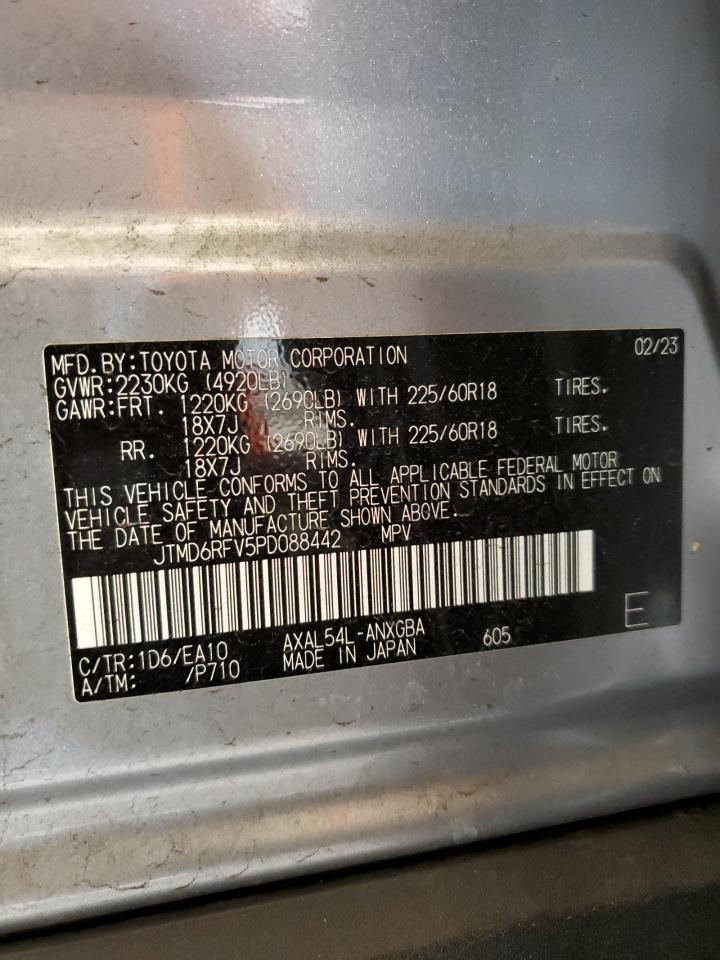 MFD.BY:TOYOTA MOTOR CORPORATION 02/23
GVWR:2230KG (4920LB)
GAWR:FRT. 1220KG (2690LB) WITH 225/60R18 TIRES.
18X7J RIMS.
RR. 1220KG (2690LB) WITH 225/60R18 TIRES.
18X7J RIMS.
THIS VEHICLE CONFORMS TO ALL APPLICABLE FEDERAL MOTOR
VEHICLE SAFETY AND THEFT PREVENTION STANDARDS IN EFFECT ON
THE DATE OF MANUFACTURE SHOWN ABOVE.
JTMD6RFV5PD088442 MPV
C/TR:1D6/EA10 AXAL54L-ANXGBA 605 E
A/TM: /P710 MADE IN JAPAN